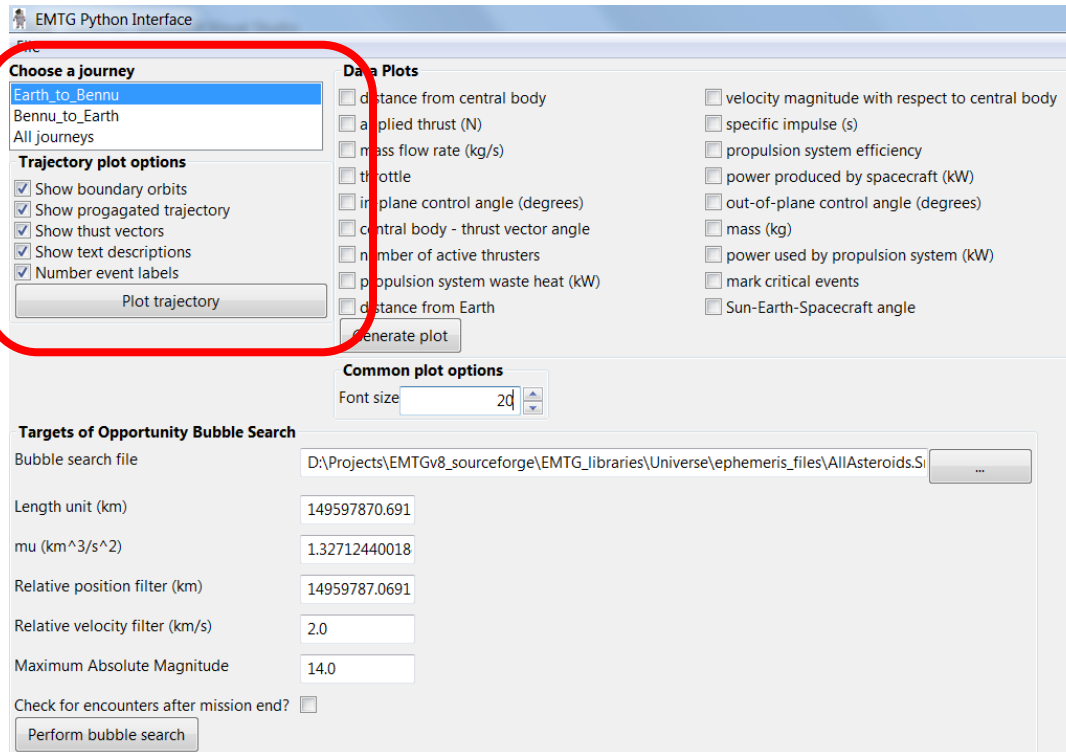 EMTG Python Interface
File
Choose a journey
Earth_to_Bennu
Bennu_to_Earth
All journeys
Trajectory plot options
Show boundary orbits
Show progagated trajectory
Show thust vectors
Show text descriptions
Number event labels
Plot trajectory
Data Plots
distance from central body
applied thrust (N)
mass flow rate (kg/s)
throttle
in-plane control angle (degrees)
central body - thrust vector angle
number of active thrusters
propulsion system waste heat (kW)
distance from Earth
velocity magnitude with respect to central body
specific impulse (s)
propulsion system efficiency
power produced by spacecraft (kW)
out-of-plane control angle (degrees)
mass (kg)
power used by propulsion system (kW)
mark critical events
Sun-Earth-Spacecraft angle
Generate plot
Common plot options
Font size 20
Targets of Opportunity Bubble Search
Bubble search file D:\Projects\EMTGv8_sourceforge\EMTG_libraries\Universe\ephemeris_files\AllAsteroids.S ...
Length unit (km) 149597870.691
mu (km^3/s^2) 1.32712440018
Relative position filter (km) 14959787.0691
Relative velocity filter (km/s) 2.0
Maximum Absolute Magnitude 14.0
Check for encounters after mission end?
Perform bubble search